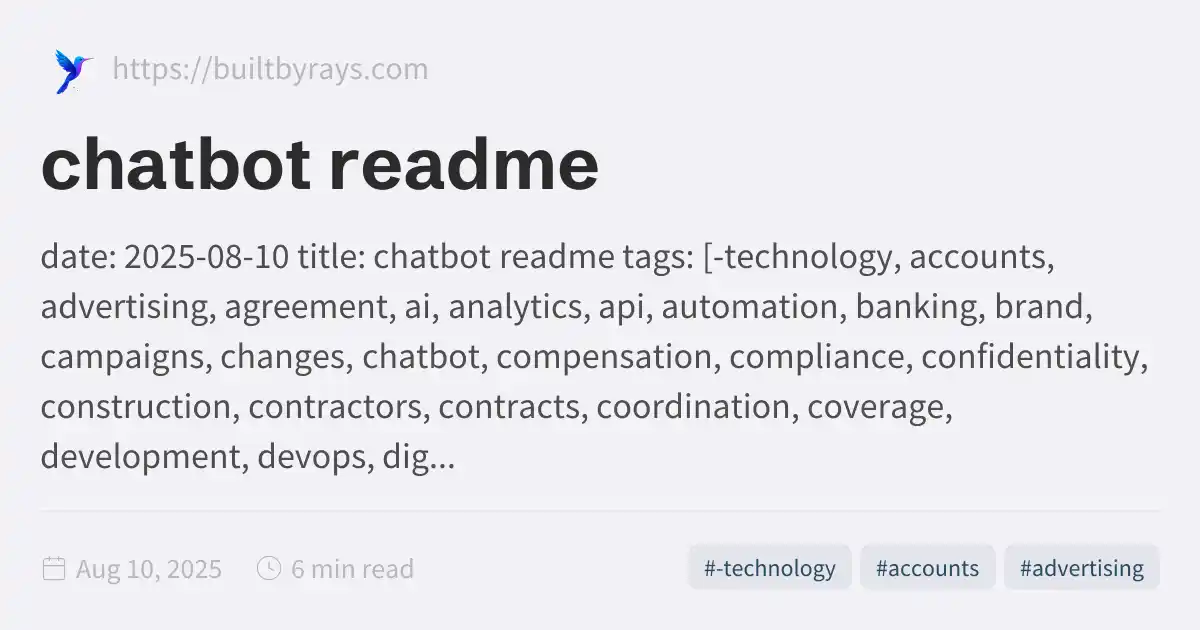 https://builtbyrays.com
chatbot readme
date: 2025-08-10 title: chatbot readme tags: [-technology, accounts,
advertising, agreement, ai, analytics, api, automation, banking, brand,
campaigns, changes, chatbot, compensation, compliance, confidentiality,
construction, contractors, contracts, coordination, coverage,
development, devops, dig...
Aug 10, 2025 6 min read #-technology #accounts #advertising